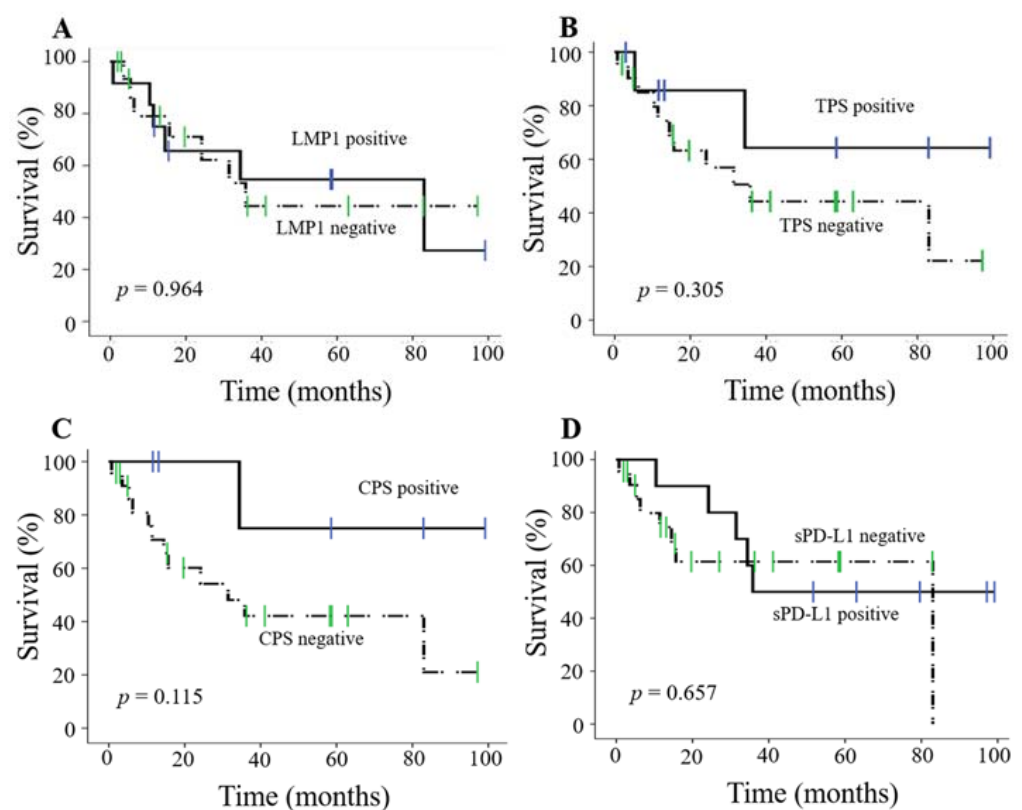 A
100
80
60
40
20
0
Survival (%)
LMP1 positive
LMP1 negative
p = 0.964
0 20 40 60 80 100
Time (months)
B
100
80
60
40
20
0
Survival (%)
TPS positive
TPS negative
p = 0.305
0 20 40 60 80 100
Time (months)
C
100
80
60
40
20
0
Survival (%)
CPS positive
CPS negative
p = 0.115
0 20 40 60 80 100
Time (months)
D
100
80
60
40
20
0
Survival (%)
sPD-L1 negative
sPD-L1 positive
p = 0.657
0 20 40 60 80 100
Time (months)